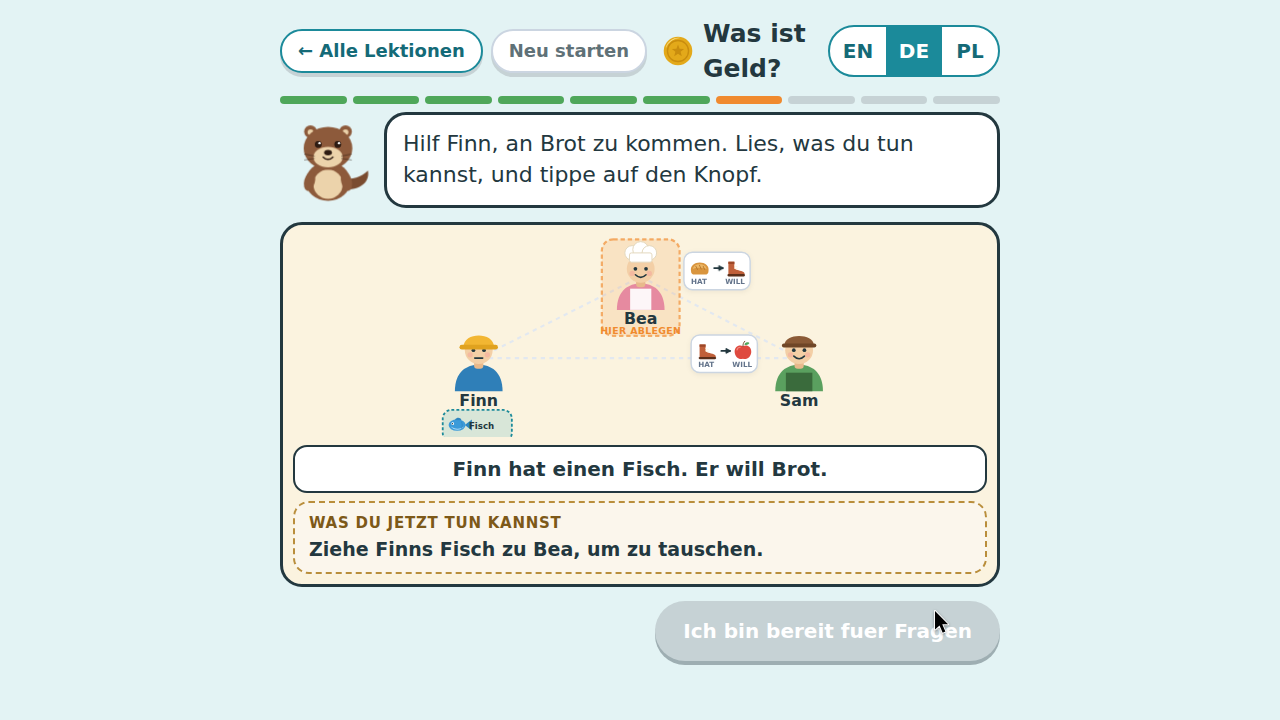 ← Alle Lektionen
Neu starten
Was ist
Geld?
EN DE PL
Hilf Finn, an Brot zu kommen. Lies, was du tun
kannst, und tippe auf den Knopf.
HAT WILL
Bea
HIER ABLEGEN
HAT WILL
Finn
Sam
Fisch
Finn hat einen Fisch. Er will Brot.
WAS DU JETZT TUN KANNST
Ziehe Finns Fisch zu Bea, um zu tauschen.
Ich bin bereit fuer Fragen